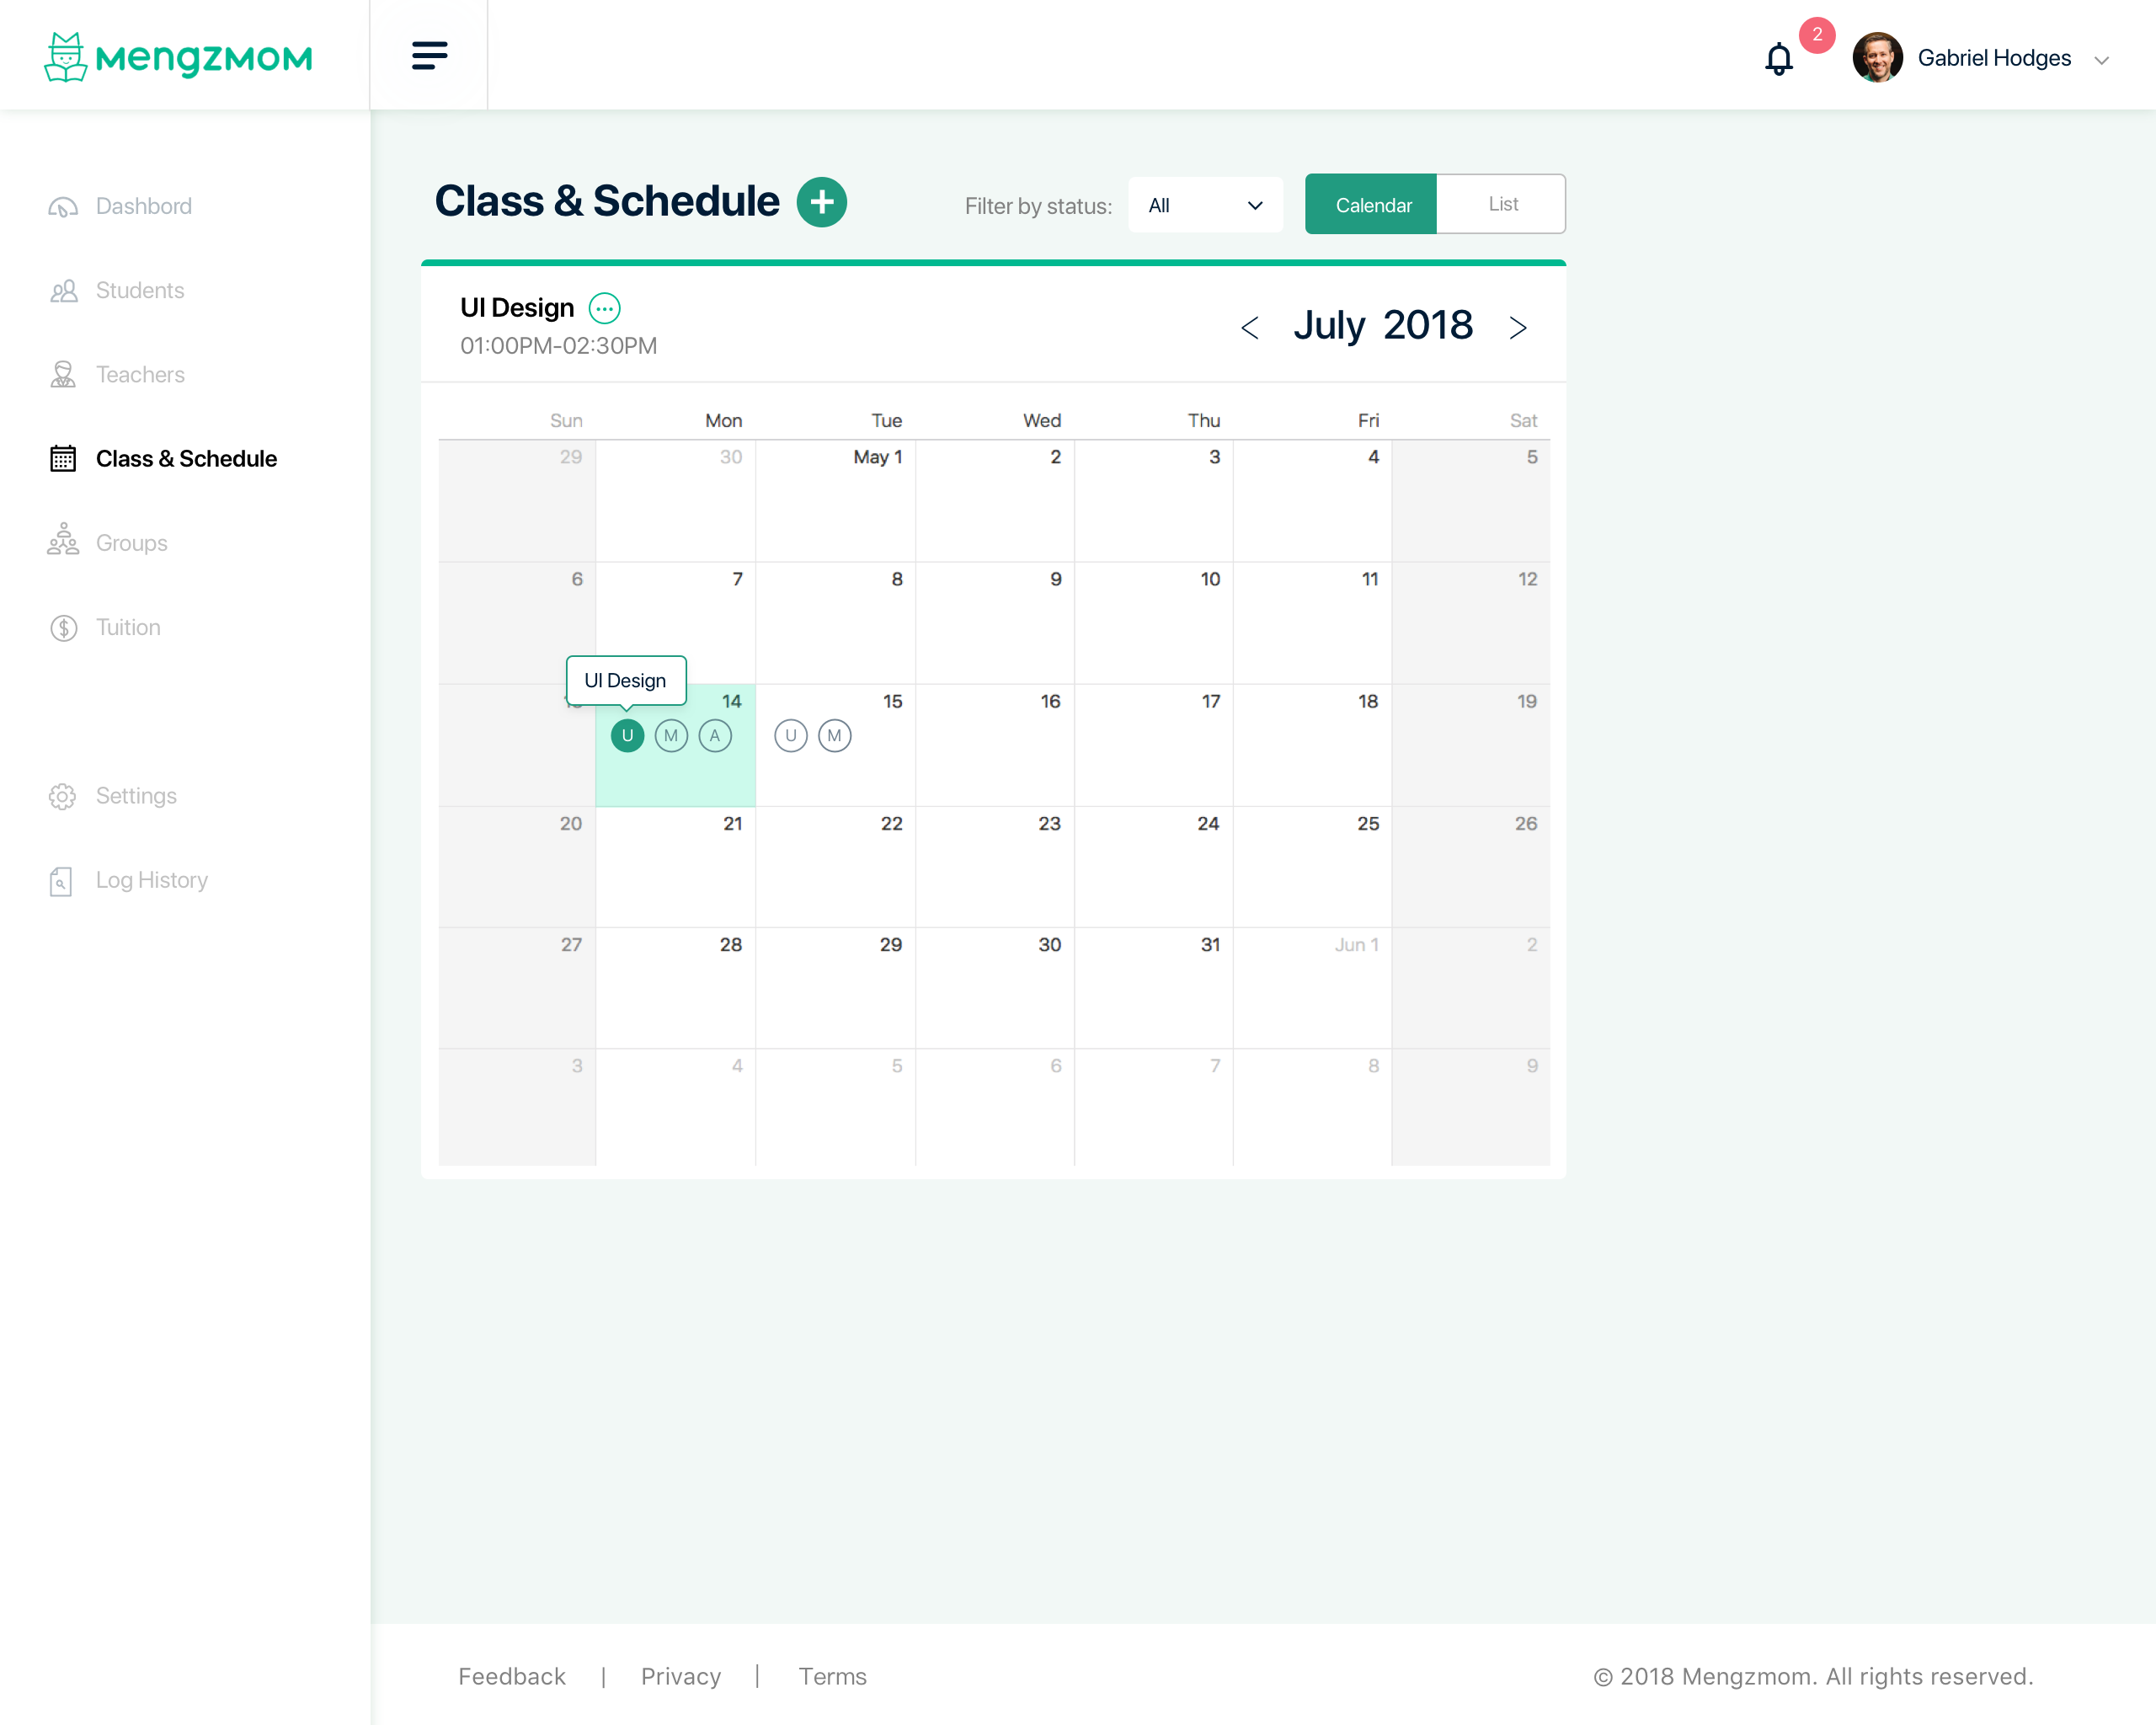 mengzmom
2
Gabriel Hodges
Dashbord
Students
Teachers
Class & Schedule
Groups
Tuition
Settings
Log History
Class & Schedule
Filter by status:
All
Calendar
List
UI Design
01:00PM-02:30PM
July 2018
Sun Mon Tue Wed Thu Fri Sat
29 30 May 1 2 3 4 5
6 7 8 9 10 11 12
UI Design
14 15 16 17 18 19
U M A U M
20 21 22 23 24 25 26
27 28 29 30 31 Jun 1 2
3 4 5 6 7 8 9
Feedback | Privacy | Terms
© 2018 Mengzmom. All rights reserved.